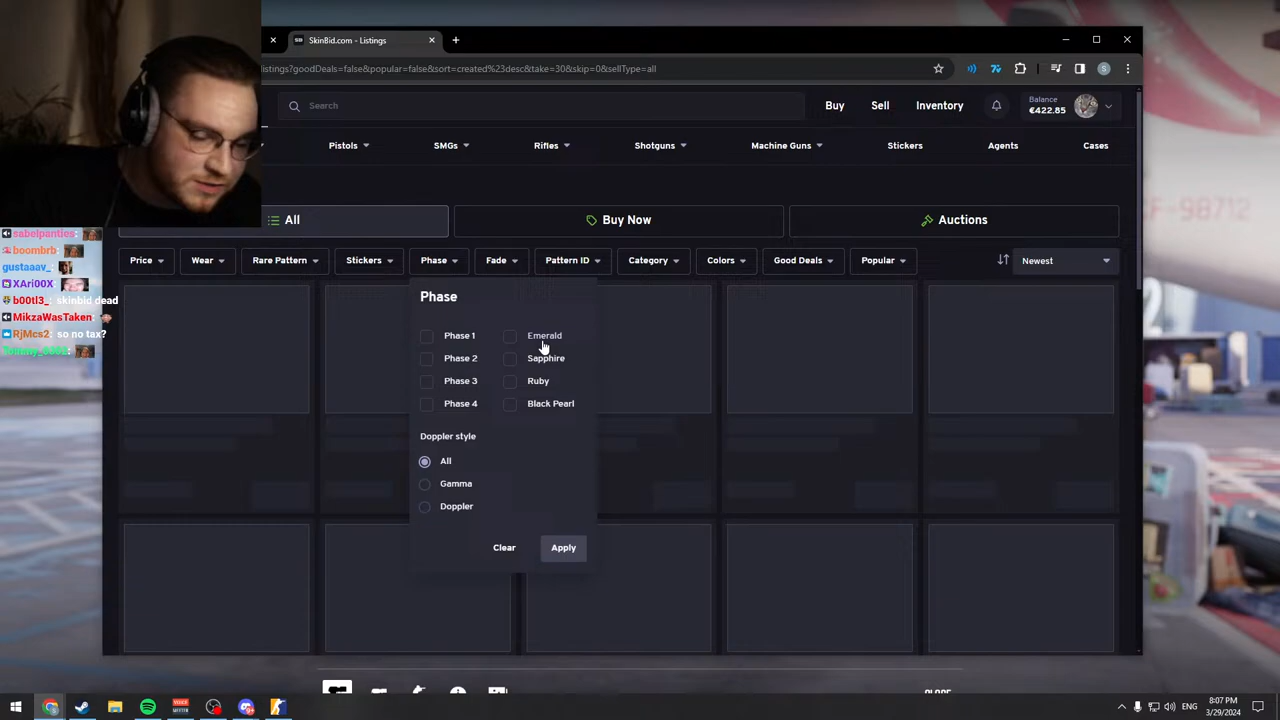 SkinBid.com - Listings
istings?goodDeals=false&popular=false&sort=created%23desc&take=30&skip=0&sellType=all
Search
Buy
Sell
Inventory
Balance
€422.85
Pistols
SMGs
Rifles
Shotguns
Machine Guns
Stickers
Agents
Cases
All
Buy Now
Auctions
sabelpanties:
boombrb:
gustaaav_:
XAri00X
b00tl3_: skinbid dead
MikzaWasTaken:
RjMcs2: so no tax?
Price
Wear
Rare Pattern
Stickers
Phase
Fade
Pattern ID
Category
Colors
Good Deals
Popular
Newest
Phase
Phase 1
Emerald
Phase 2
Sapphire
Phase 3
Ruby
Phase 4
Black Pearl
Doppler style
All
Gamma
Doppler
Clear
Apply
ENG
8:07 PM
3/29/2024